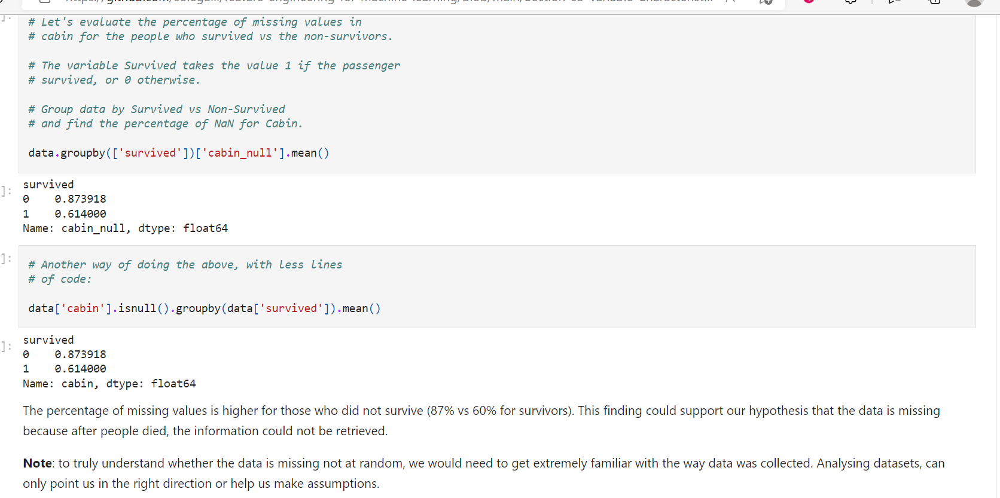 # Let's evaluate the percentage of missing values in
# cabin for the people who survived vs the non-survivors.
# The variable Survived takes the value 1 if the passenger
# survived, or 0 otherwise.
# Group data by Survived vs Non-Survived
# and find the percentage of NaN for Cabin.
data.groupby(['survived'])['cabin_null'].mean()
survived
]:
0    0.873918
1    0.614000
Name: cabin_null, dtype: float64
]:
# Another way of doing the above, with less lines
# of code:
data['cabin'].isnull().groupby(data['survived']).mean()
survived
]:
0    0.873918
1    0.614000
Name: cabin, dtype: float64
The percentage of missing values is higher for those who did not survive (87% vs 60% for survivors). This finding could support our hypothesis that the data is missing
because after people died, the information could not be retrieved.
Note: to truly understand whether the data is missing not at random, we would need to get extremely familiar with the way data was collected. Analysing datasets, can
only point us in the right direction or help us make assumptions.